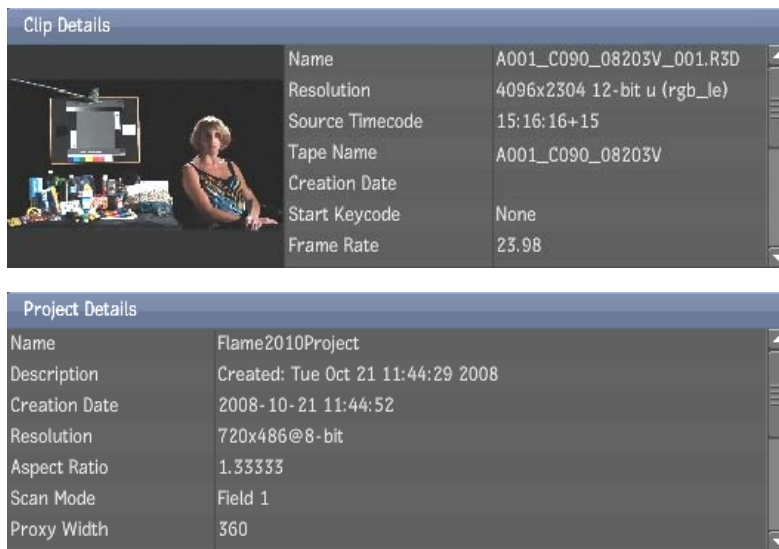 Clip Details
Name A001_C090_08203V_001.R3D
Resolution 4096x2304 12-bit u (rgb_le)
Source Timecode 15:16:16+15
Tape Name A001_C090_08203V
Creation Date
Start Keycode None
Frame Rate 23.98
Project Details
Name Flame2010Project
Description Created: Tue Oct 21 11:44:29 2008
Creation Date 2008-10-21 11:44:52
Resolution 720x486@8-bit
Aspect Ratio 1.33333
Scan Mode Field 1
Proxy Width 360